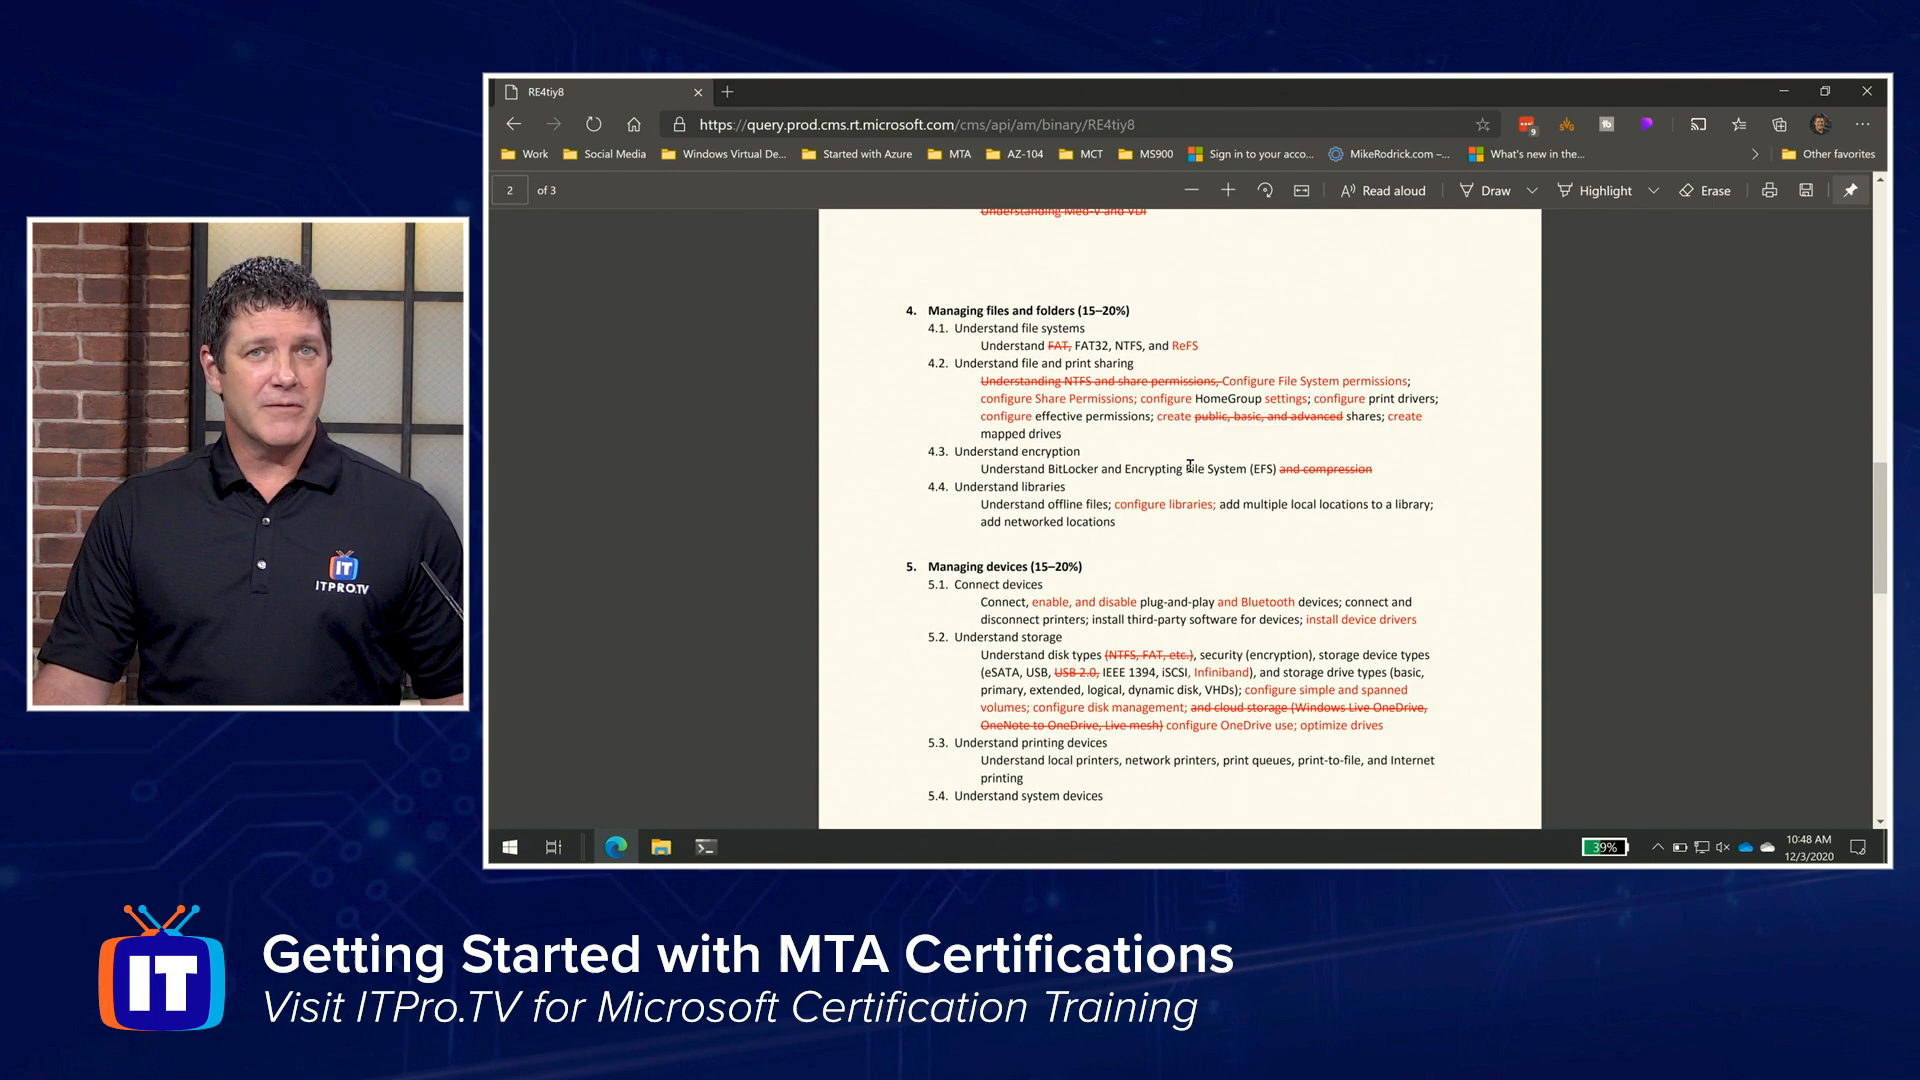 RE4tiy8
https://query.prod.cms.rt.microsoft.com/cms/api/am/binary/RE4tiy8
9
Work
Social Media
Windows Virtual De...
Started with Azure
MTA
AZ-104
MCT
MS900
Sign in to your acco...
MikeRodrick.com –...
What's new in the...
Other favorites
2 of 3
Read aloud
Draw
Highlight
Erase
Understanding Med-V and VDI
4. Managing files and folders (15–20%)
4.1. Understand file systems
Understand FAT, FAT32, NTFS, and ReFS
4.2. Understand file and print sharing
Understanding NTFS and share permissions, Configure File System permissions;
configure Share Permissions; configure HomeGroup settings; configure print drivers;
configure effective permissions; create public, basic, and advanced shares; create
mapped drives
4.3. Understand encryption
Understand BitLocker and Encrypting File System (EFS) and compression
4.4. Understand libraries
Understand offline files; configure libraries; add multiple local locations to a library;
add networked locations
5. Managing devices (15–20%)
5.1. Connect devices
Connect, enable, and disable plug-and-play and Bluetooth devices; connect and
disconnect printers; install third-party software for devices; install device drivers
5.2. Understand storage
Understand disk types (NTFS, FAT, etc.), security (encryption), storage device types
(eSATA, USB, USB 2.0, IEEE 1394, iSCSI, Infiniband), and storage drive types (basic,
primary, extended, logical, dynamic disk, VHDs); configure simple and spanned
volumes; configure disk management; and cloud storage (Windows Live OneDrive,
OneNote to OneDrive, Live mesh) configure OneDrive use; optimize drives
5.3. Understand printing devices
Understand local printers, network printers, print queues, print-to-file, and Internet
printing
5.4. Understand system devices
39%
10:48 AM
12/3/2020
IT
ITPRO.TV
IT
Getting Started with MTA Certifications
Visit ITPro.TV for Microsoft Certification Training